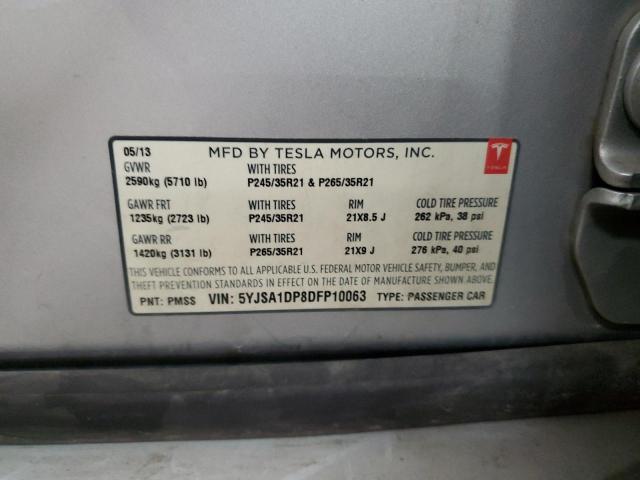 05/13 MFD BY TESLA MOTORS, INC.
GVWR WITH TIRES
2590kg (5710 lb) P245/35R21 & P265/35R21
GAWR FRT WITH TIRES RIM COLD TIRE PRESSURE
1235kg (2723 lb) P245/35R21 21X8.5 J 262 kPa, 38 psi
GAWR RR WITH TIRES RIM COLD TIRE PRESSURE
1420kg (3131 lb) P265/35R21 21X9 J 276 kPa, 40 psi
THIS VEHICLE CONFORMS TO ALL APPLICABLE U.S. FEDERAL MOTOR VEHICLE SAFETY, BUMPER, AND
THEFT PREVENTION STANDARDS IN EFFECT ON THE DATE OF MANUFACTURE SHOWN ABOVE.
PNT: PMSS VIN: 5YJSA1DP8DFP10063 TYPE: PASSENGER CAR
TESLA